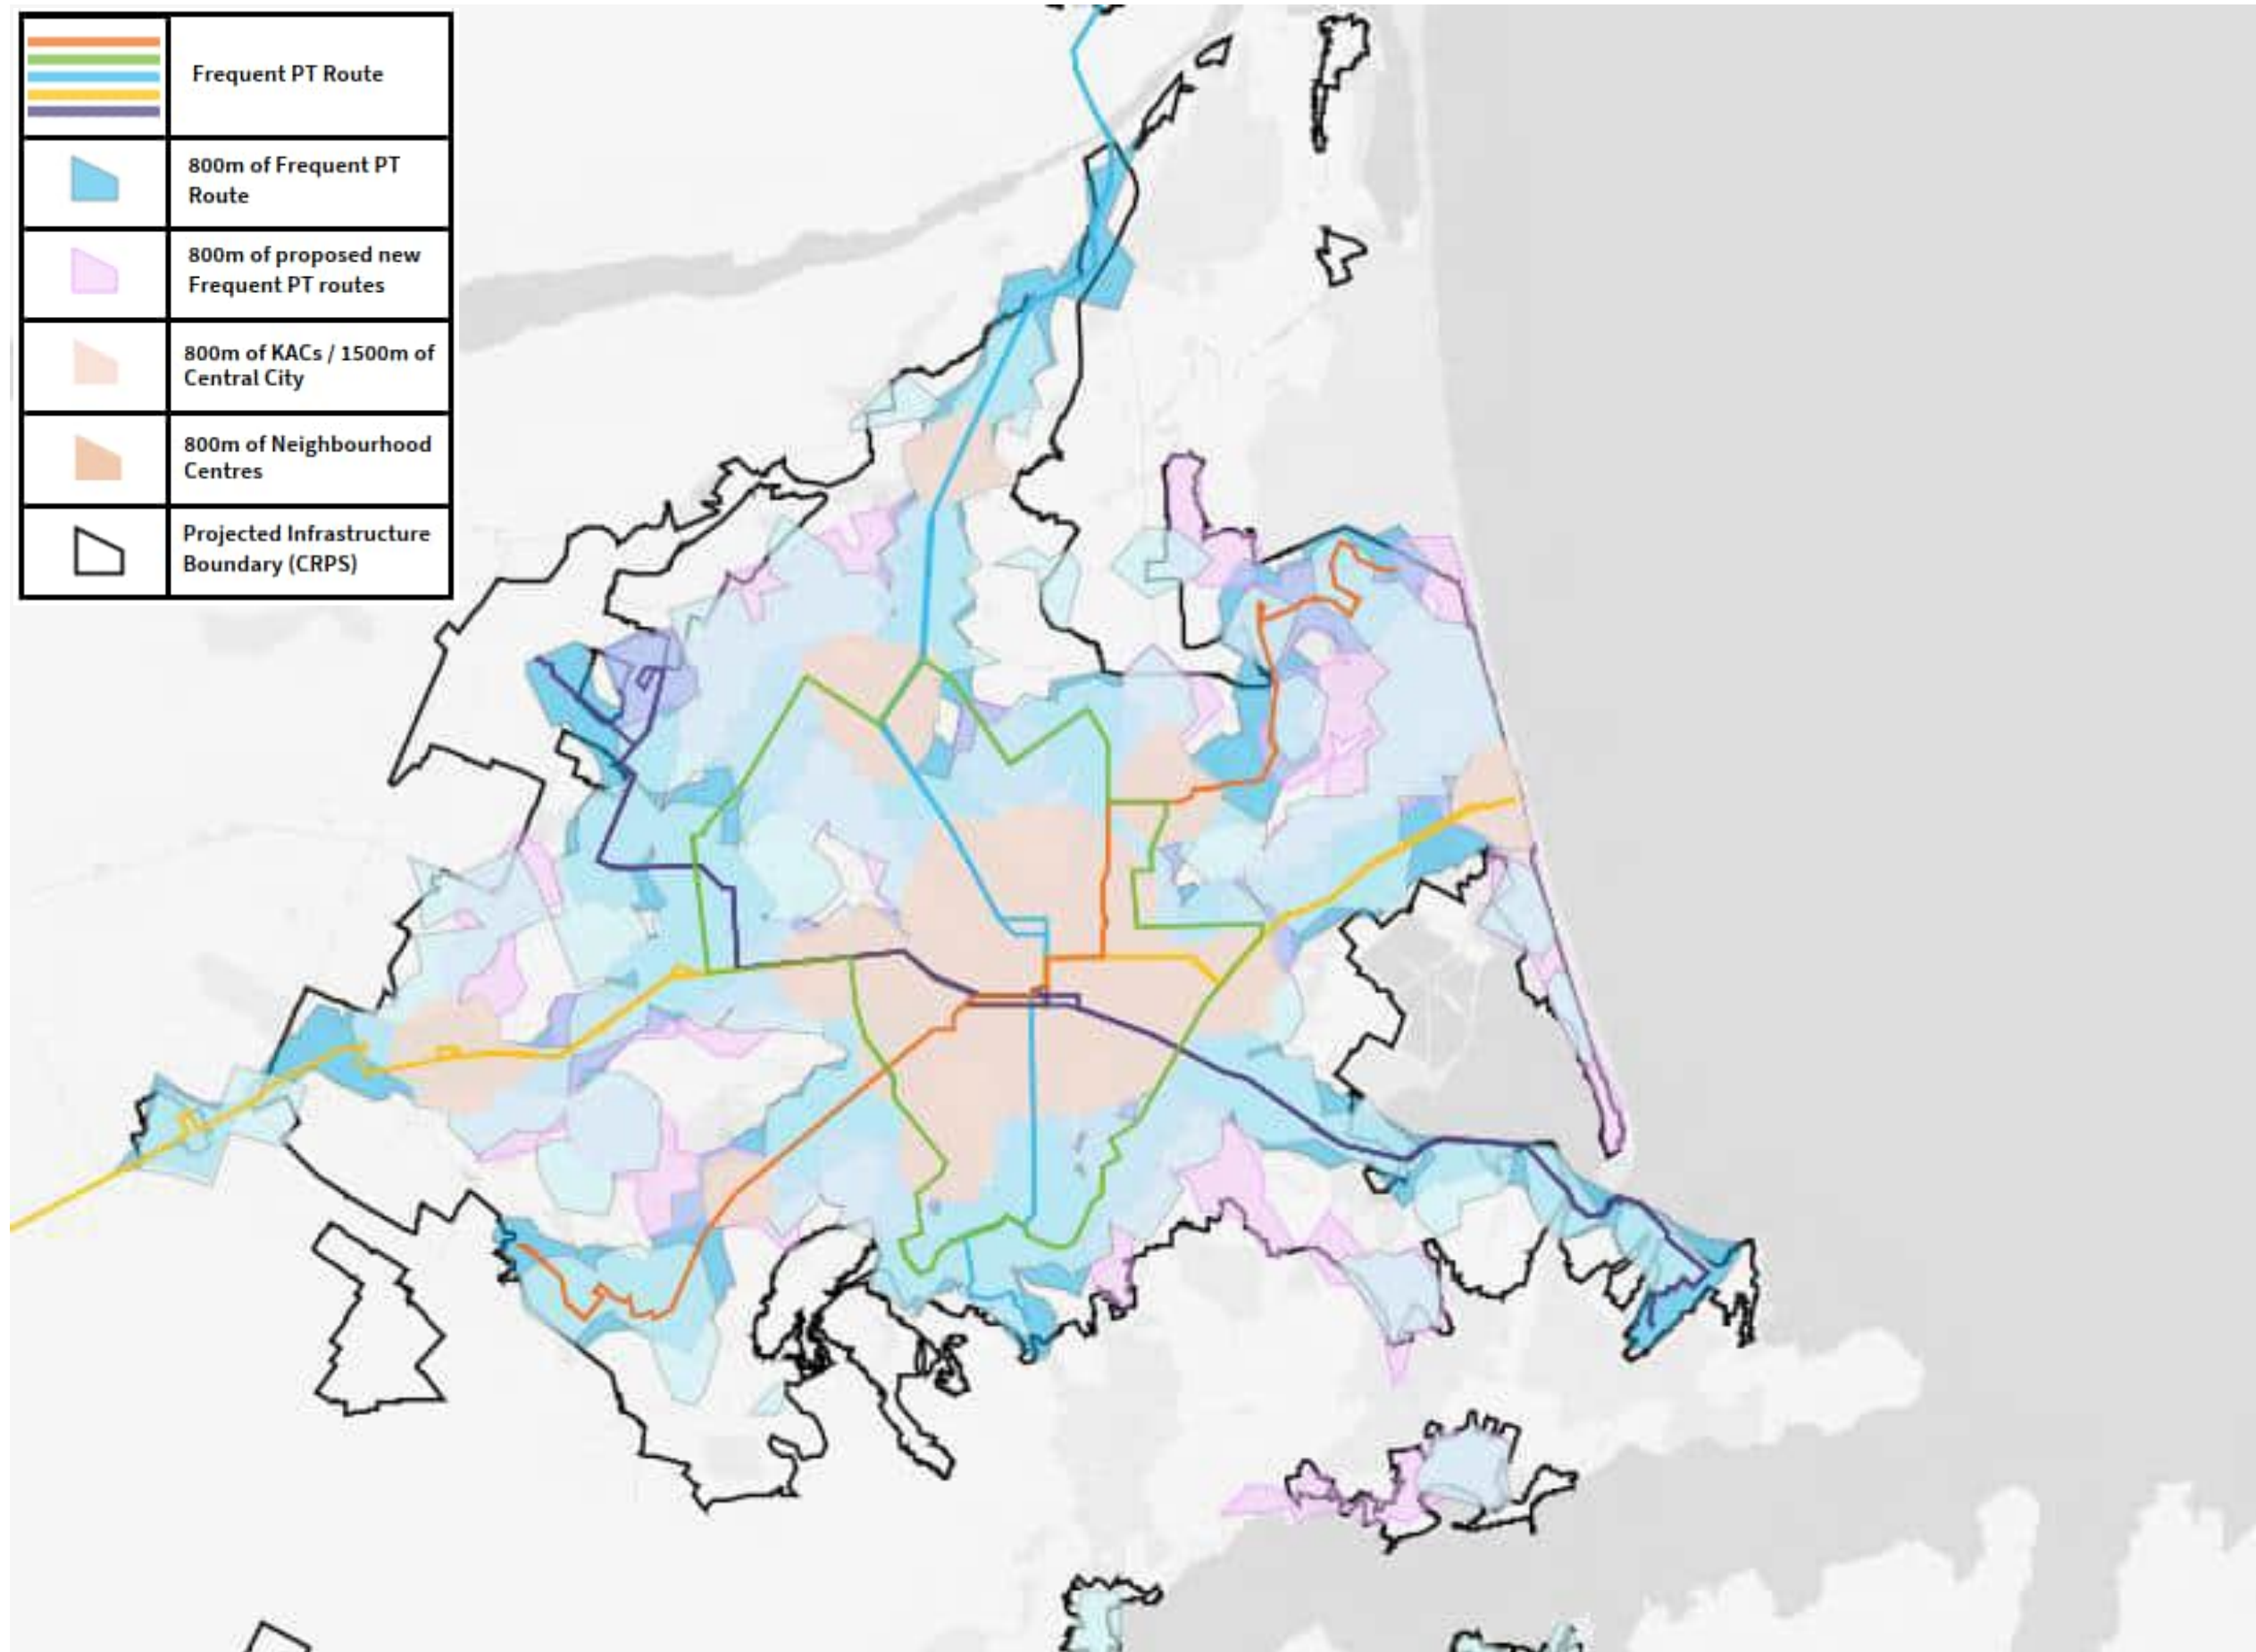 Frequent PT Route
800m of Frequent PT
Route
800m of proposed new
Frequent PT routes
800m of KACs / 1500m of
Central City
800m of Neighbourhood
Centres
Projected Infrastructure
Boundary (CRPS)